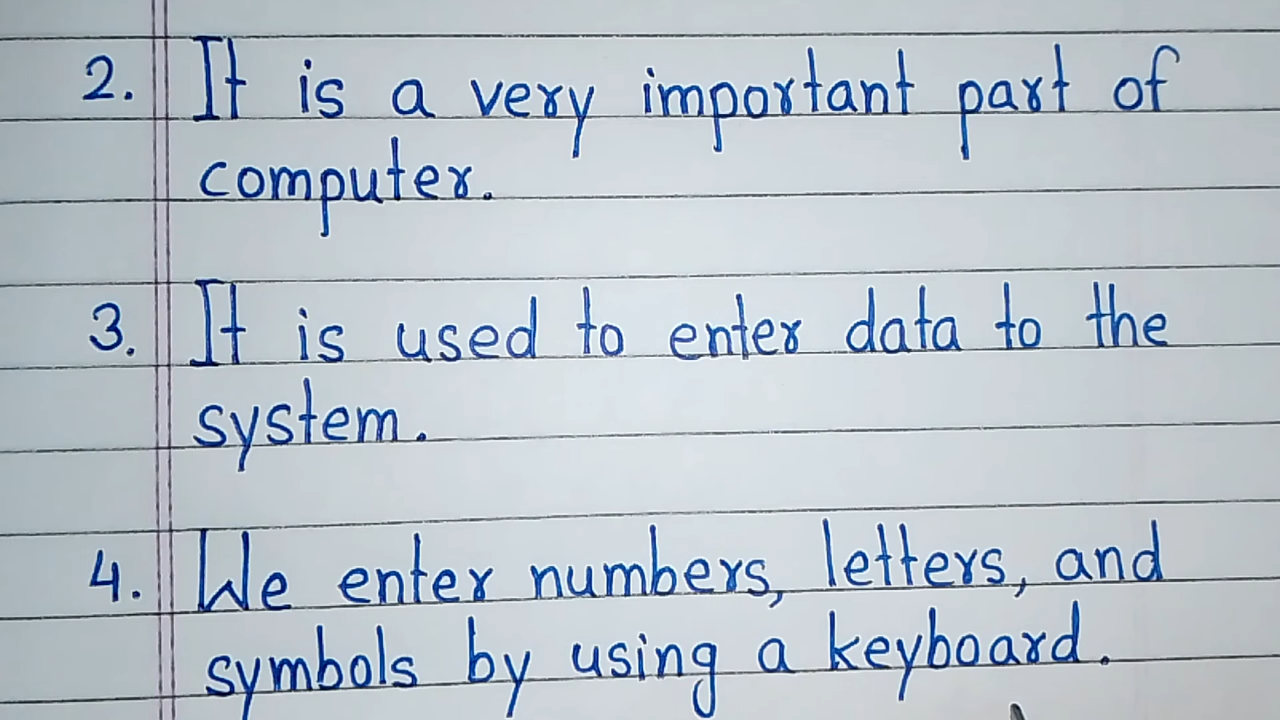 2. It is a very important part of
computer.
3. It is used to enter data to the
system.
4. We enter numbers, letters, and
symbols by using a keyboard.